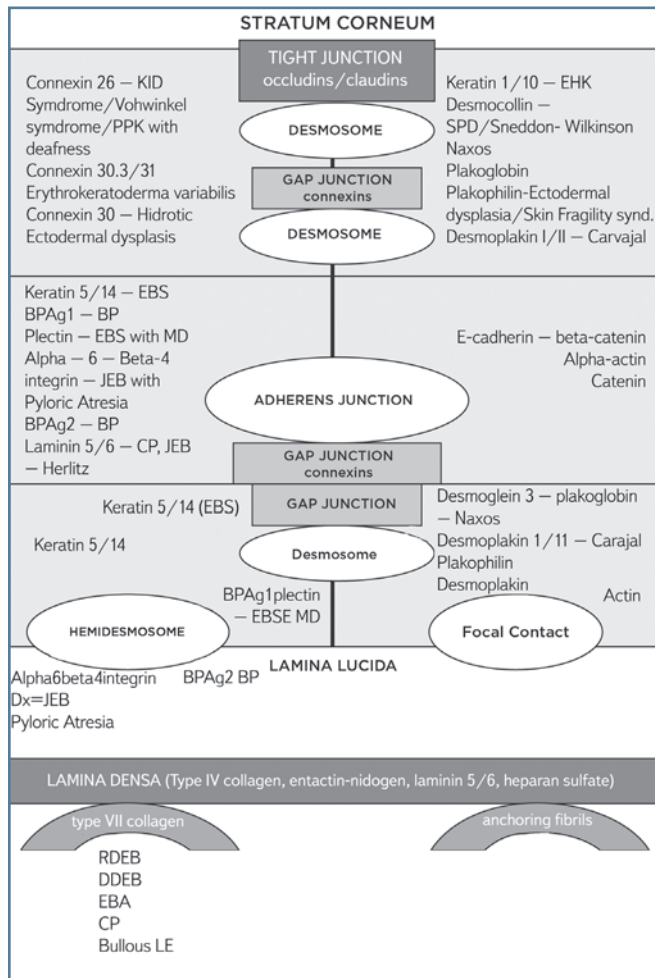 STRATUM CORNEUM
TIGHT JUNCTION
occludins/claudins
Connexin 26 – KID
Symdrome/Vohwinkel
symdrome/PPK with
deafness
Connexin 30.3/31
Erythrokeratoderma variabilis
Connexin 30 – Hidrotic
Ectodermal dysplasis
DESMOSOME
GAP JUNCTION
connexins
DESMOSOME
Keratin 1/10 – EHK
Desmocollin –
SPD/Sneddon- Wilkinson
Naxos
Plakoglobin
Plakophilin-Ectodermal
dysplasia/Skin Fragility synd.
Desmoplakin I/II – Carvajal
Keratin 5/14 – EBS
BPAg1 – BP
Plectin – EBS with MD
Alpha – 6 – Beta-4
integrin – JEB with
Pyloric Atresia
BPAg2 – BP
Laminin 5/6 – CP, JEB
– Herlitz
ADHERENS JUNCTION
GAP JUNCTION
connexins
E-cadherin – beta-catenin
Alpha-actin
Catenin
Keratin 5/14 (EBS)
Keratin 5/14
GAP JUNCTION
Desmosome
Desmoglein 3 – plakoglobin
– Naxos
Desmoplakin 1/11 – Carajal
Plakophilin
Desmoplakin
Actin
BPAg1plectin
– EBSE MD
HEMIDESMOSOME
Focal Contact
LAMINA LUCIDA
Alpha6beta4integrin
Dx=JEB
Pyloric Atresia
BPAg2 BP
LAMINA DENSA (Type IV collagen, entactin-nidogen, laminin 5/6, heparan sulfate)
type VII collagen
anchoring fibrils
RDEB
DDEB
EBA
CP
Bullous LE